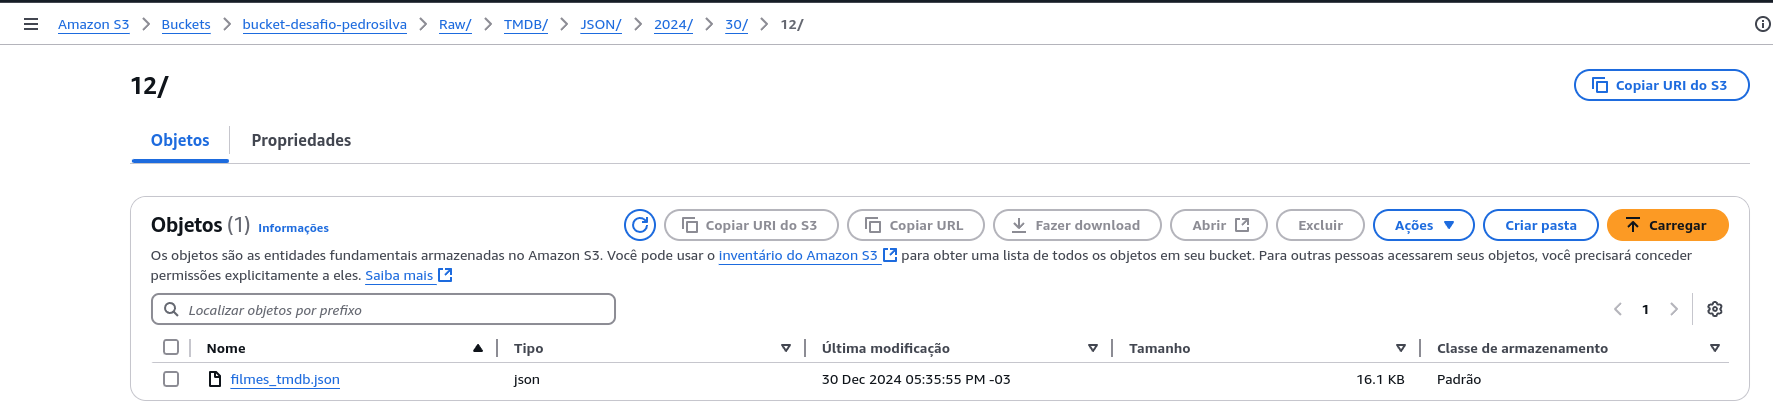 Amazon S3 > Buckets > bucket-desafio-pedrosilva > Raw/ > TMDB/ > JSON/ > 2024/ > 30/ > 12/
12/
Copiar URI do S3
Objetos
Propriedades
Objetos (1) Informações
Copiar URI do S3
Copiar URL
Fazer download
Abrir
Excluir
Ações
Criar pasta
Carregar
Os objetos são as entidades fundamentais armazenadas no Amazon S3. Você pode usar o inventário do Amazon S3 para obter uma lista de todos os objetos em seu bucket. Para outras pessoas acessarem seus objetos, você precisará conceder
permissões explicitamente a eles. Saiba mais
Localizar objetos por prefixo
1
Nome Tipo Última modificação Tamanho Classe de armazenamento
filmes_tmdb.json json 30 Dec 2024 05:35:55 PM -03 16.1 KB Padrão